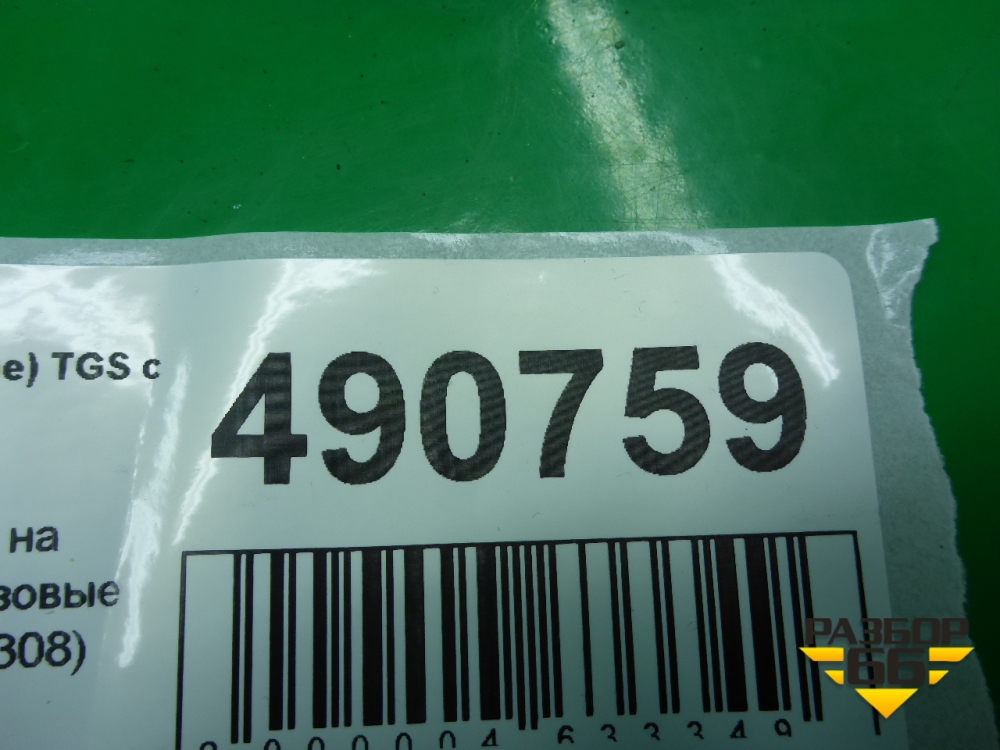 е) TGS с
490759
на
зовые
308)
РАЗБОР
66